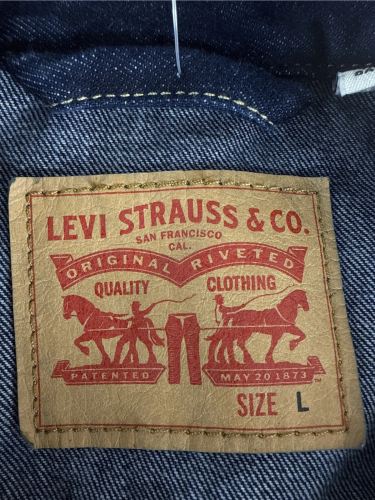 LEVI STRAUSS & CO.
SAN FRANCISCO
CAL.
ORIGINAL RIVETED
QUALITY CLOTHING
PATENTED MAY 20 1873
SIZE L